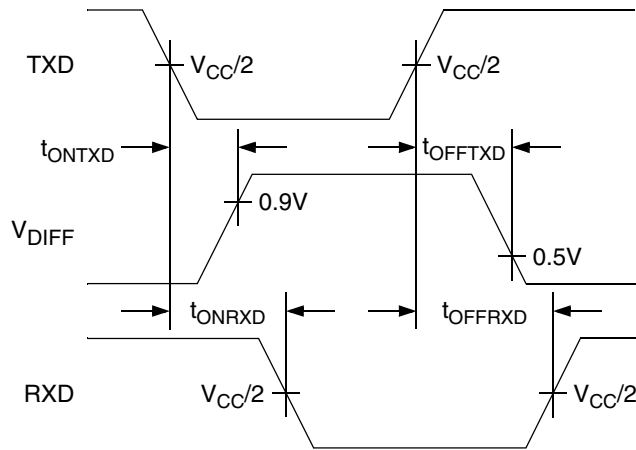 TXD V_CC/2 V_CC/2
t_ONTXD t_OFFTXD
V_DIFF 0.9V 0.5V
t_ONRXD t_OFFRXD
RXD V_CC/2 V_CC/2